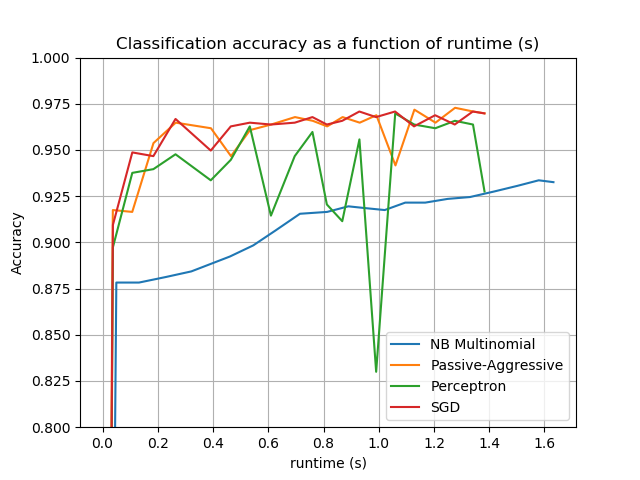 Classification accuracy as a function of runtime (s)
1.000
0.975
0.950
0.925
0.900
0.875
0.850
0.825
0.800
Accuracy
NB Multinomial
Passive-Aggressive
Perceptron
SGD
0.0 0.2 0.4 0.6 0.8 1.0 1.2 1.4 1.6
runtime (s)